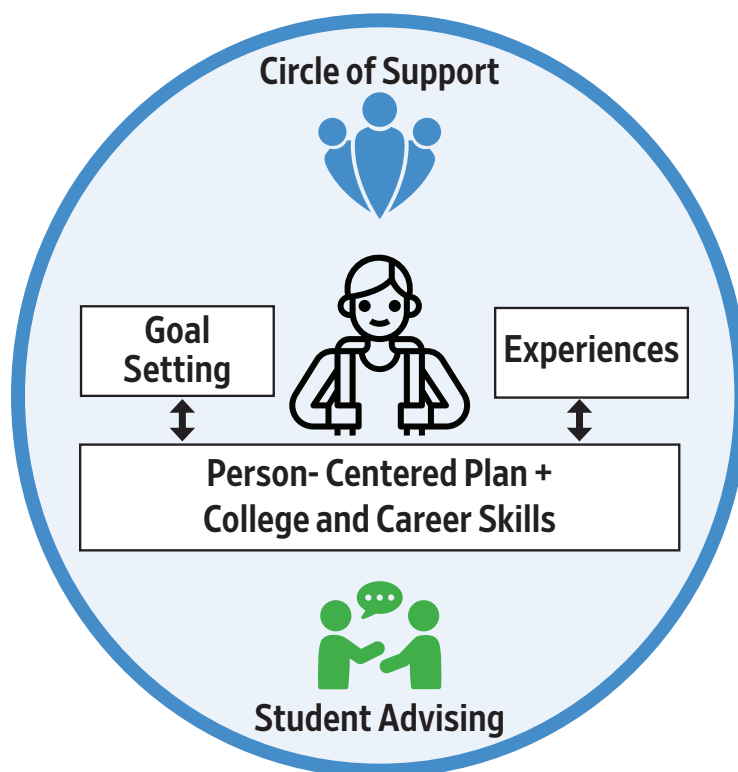 Circle of Support
Goal
Setting
Experiences
Person- Centered Plan +
College and Career Skills
Student Advising